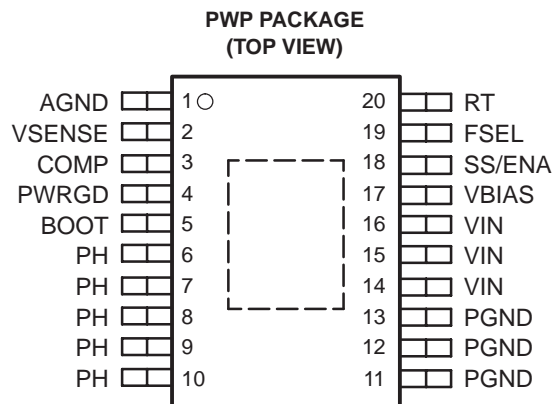 PWP PACKAGE
(TOP VIEW)
AGND 1 20 RT
VSENSE 2 19 FSEL
COMP 3 18 SS/ENA
PWRGD 4 17 VBIAS
BOOT 5 16 VIN
PH 6 15 VIN
PH 7 14 VIN
PH 8 13 PGND
PH 9 12 PGND
PH 10 11 PGND